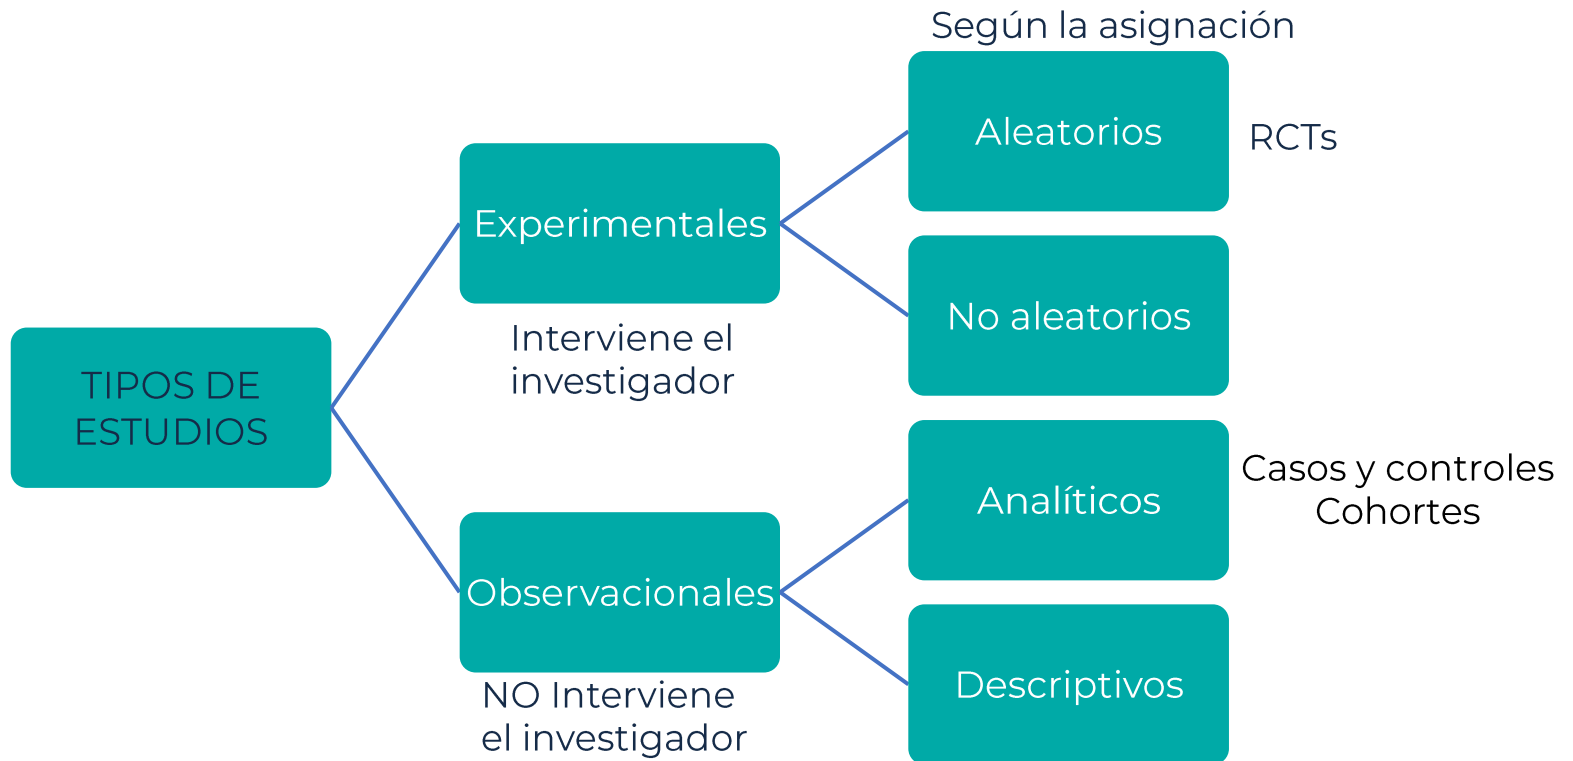 Según la asignación
Aleatorios
RCTs
Experimentales
No aleatorios
Interviene el
investigador
TIPOS DE
ESTUDIOS
Casos y controles
Cohortes
Analíticos
Observacionales
Descriptivos
NO Interviene
el investigador